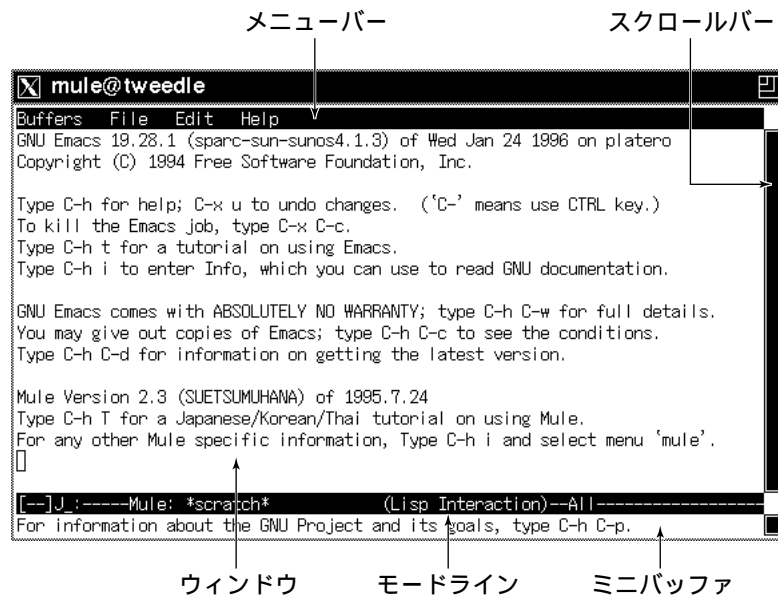 メニューバー スクロールバー
mule@tweedle
Buffers File Edit Help
GNU Emacs 19.28.1 (sparc-sun-sunos4.1.3) of Wed Jan 24 1996 on platero
Copyright (C) 1994 Free Software Foundation, Inc.
Type C-h for help; C-x u to undo changes. (`C-' means use CTRL key.)
To kill the Emacs job, type C-x C-c.
Type C-h t for a tutorial on using Emacs.
Type C-h i to enter Info, which you can use to read GNU documentation.
GNU Emacs comes with ABSOLUTELY NO WARRANTY; type C-h C-w for full details.
You may give out copies of Emacs; type C-h C-c to see the conditions.
Type C-h C-d for information on getting the latest version.
Mule Version 2.3 (SUETSUMUHANA) of 1995.7.24
Type C-h T for a Japanese/Korean/Thai tutorial on using Mule.
For any other Mule specific information, Type C-h i and select menu `mule'.
[--]J_:-----Mule: *scratch* (Lisp Interaction)--All--------------------
For information about the GNU Project and its goals, type C-h C-p.
ウィンドウ モードライン ミニバッファ